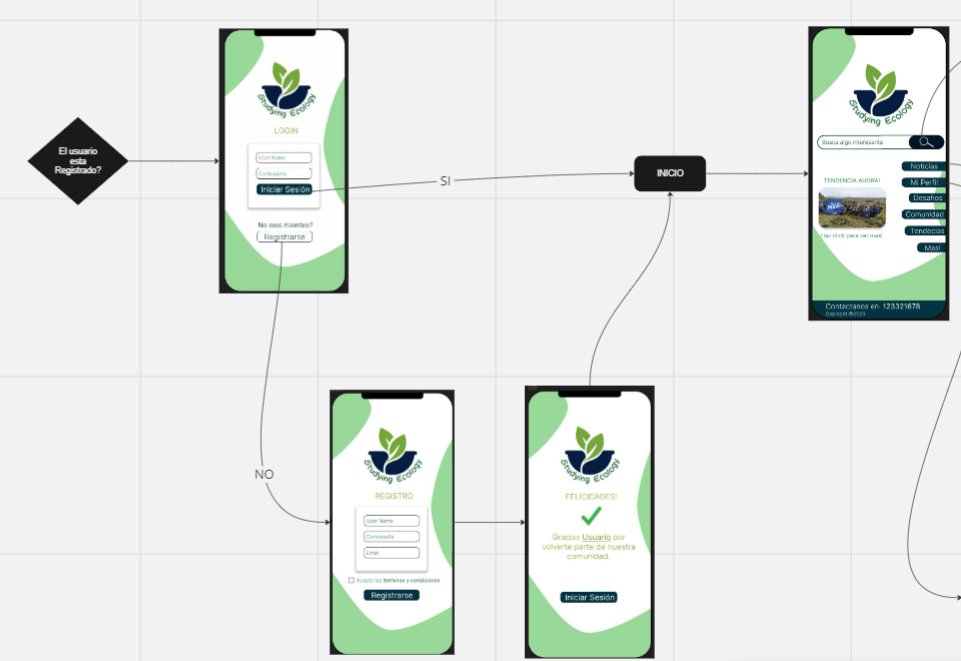 El usuario
esta
Registrado?
Studying Ecology
LOGIN
User Name
Contraseña
Iniciar Sesión
No eres miembro?
Registrarse
SI
INICIO
Studying Ecology
Busca algo interesante
TENDENCIA AHORA!
Haz click para ver mas!
Noticias
Mi Perfil
Desafios
Comunidad
Tendecias
Mas!
Contactanos en: 123321678
Copyright ©2023
NO
Studying Ecology
REGISTRO
User Name
Contraseña
Email
Acepto los terminos y condiciones
Registrarse
Studying Ecology
FELICIDADES!
Gracias Usuario por
volverte parte de nuestra
comunidad.
Iniciar Sesión